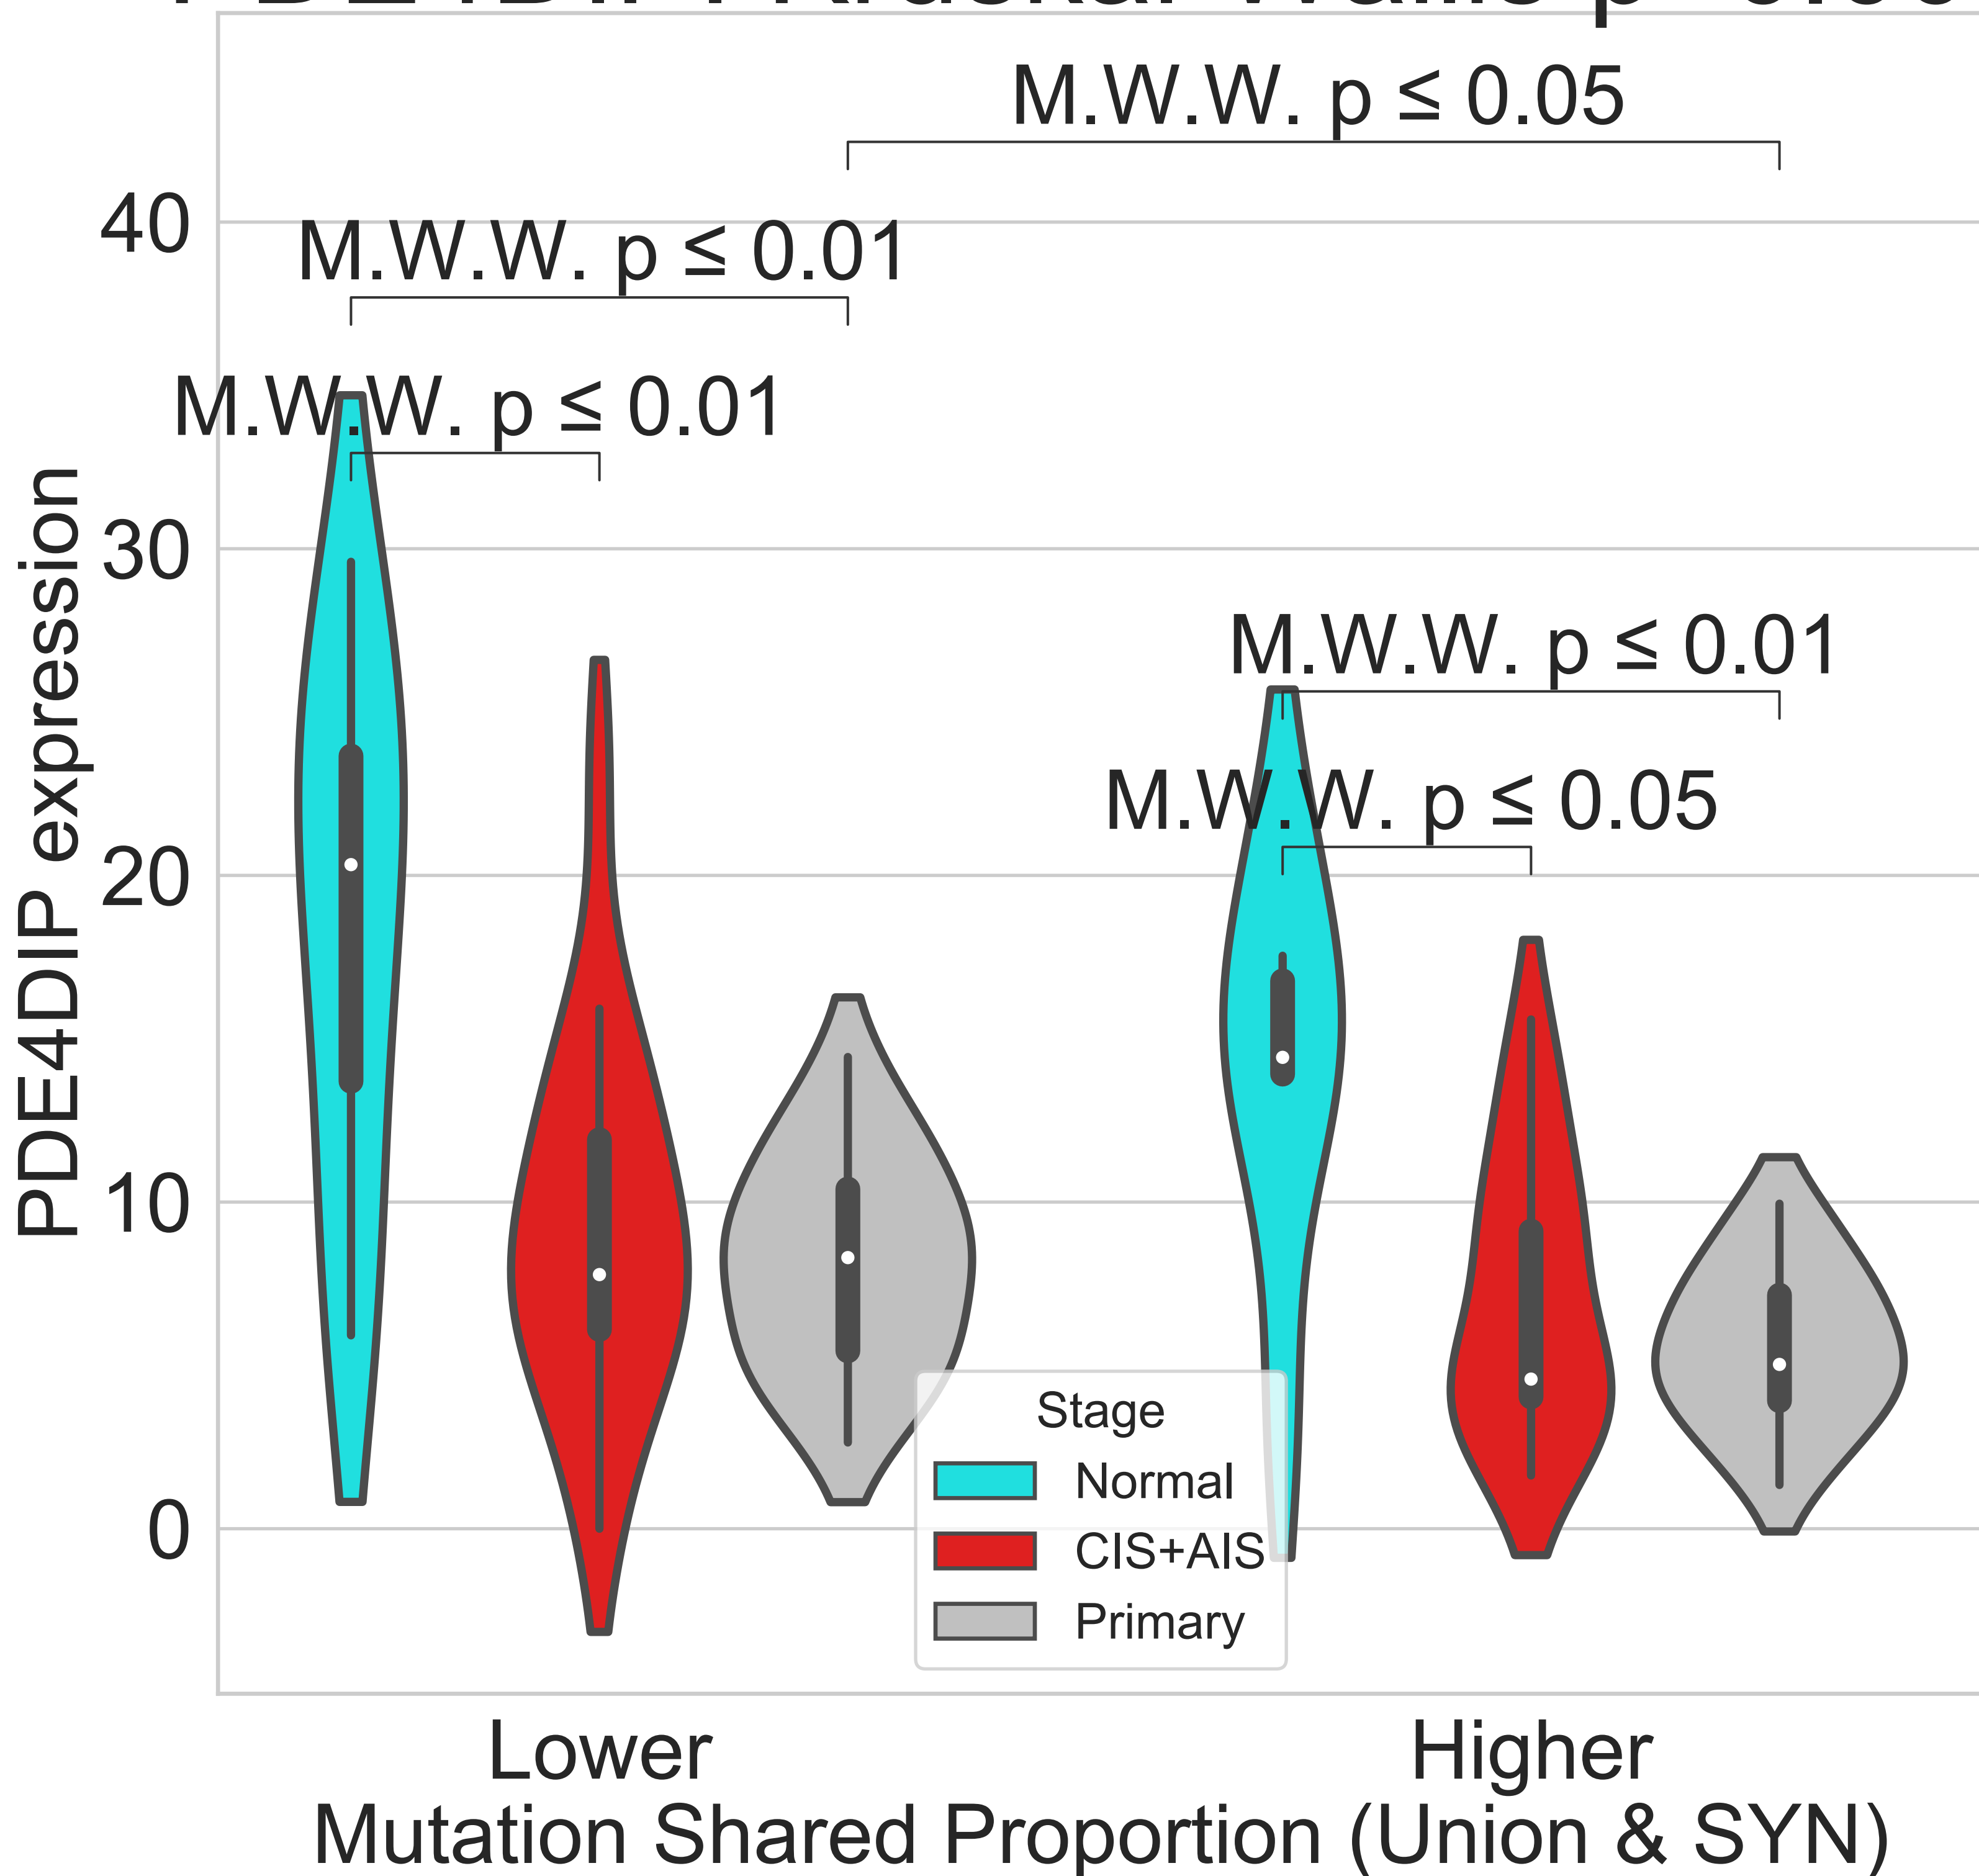 M.W.W. p ≤ 0.05
40
M.W.W. p ≤ 0.01
M.W.W. p ≤ 0.01
30
M.W.W. p ≤ 0.01
M.W.W. p ≤ 0.05
20
10
0
PDE4DIP expression
Stage
Normal
CIS+AIS
Primary
Lower
Higher
Mutation Shared Proportion (Union & SYN)